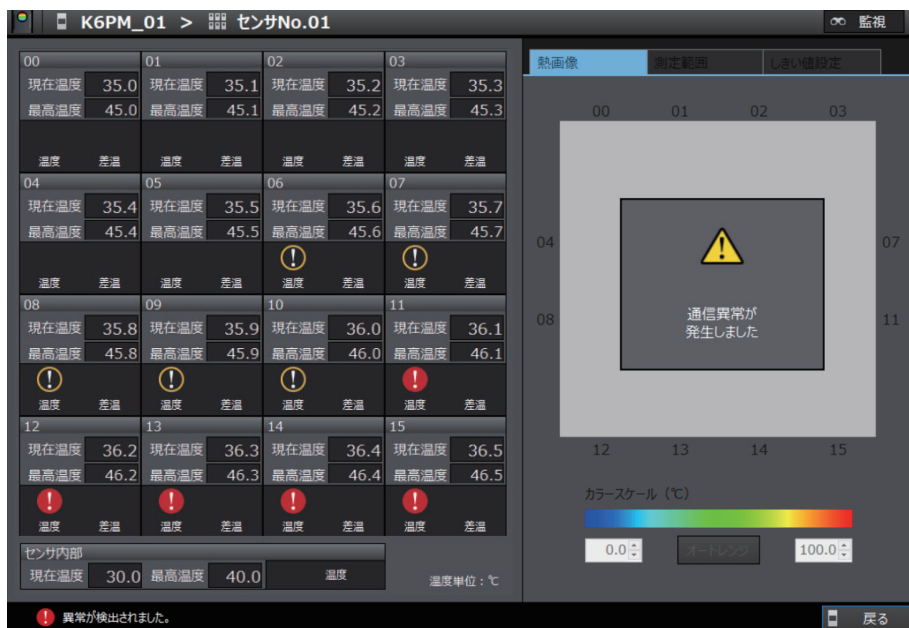 K6PM_01 > センサNo.01 監視
00 01 02 03
現在温度 35.0 現在温度 35.1 現在温度 35.2 現在温度 35.3
最高温度 45.0 最高温度 45.1 最高温度 45.2 最高温度 45.3
温度 差温 温度 差温 温度 差温 温度 差温
04 05 06 07
現在温度 35.4 現在温度 35.5 現在温度 35.6 現在温度 35.7
最高温度 45.4 最高温度 45.5 最高温度 45.6 最高温度 45.7
温度 差温 温度 差温 温度 差温 温度 差温
08 09 10 11
現在温度 35.8 現在温度 35.9 現在温度 36.0 現在温度 36.1
最高温度 45.8 最高温度 45.9 最高温度 46.0 最高温度 46.1
温度 差温 温度 差温 温度 差温 温度 差温
12 13 14 15
現在温度 36.2 現在温度 36.3 現在温度 36.4 現在温度 36.5
最高温度 46.2 最高温度 46.3 最高温度 46.4 最高温度 46.5
温度 差温 温度 差温 温度 差温 温度 差温
センサ内部
現在温度 30.0 最高温度 40.0 温度 温度単位:℃
熱画像 測定範囲 しきい値設定
00 01 02 03
04 07
通信異常が
発生しました
08 11
12 13 14 15
カラースケール (℃)
0.0 オートレンジ 100.0
異常が検出されました。 戻る